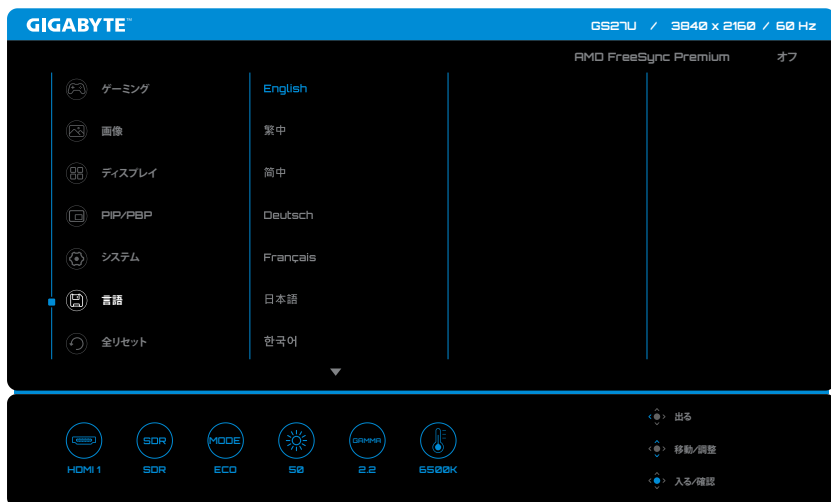 GIGABYTE™
GS27U / 3840 x 2160 / 60 Hz
AMD FreeSync Premium オフ
ゲーミング English
画像 繁中
ディスプレイ 简中
PIP/PBP Deutsch
システム Français
言語 日本語
全リセット 한국어
SDR MODE GAMMA
HDMI 1 SDR ECO 50 2.2 6500K
出る
移動/調整
入る/確認